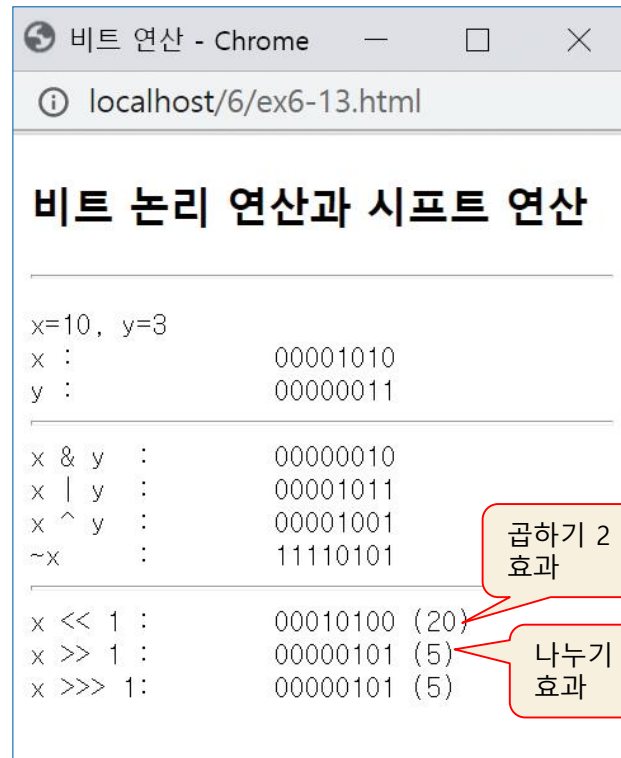 비트 연산 - Chrome
localhost/6/ex6-13.html
비트 논리 연산과 시프트 연산
x=10, y=3
x : 00001010
y : 00000011
x & y : 00000010
x | y : 00001011
x ^ y : 00001001
~x : 11110101
곱하기 2
효과
x << 1 : 00010100 (20)
x >> 1 : 00000101 (5)
x >>> 1: 00000101 (5)
나누기
효과